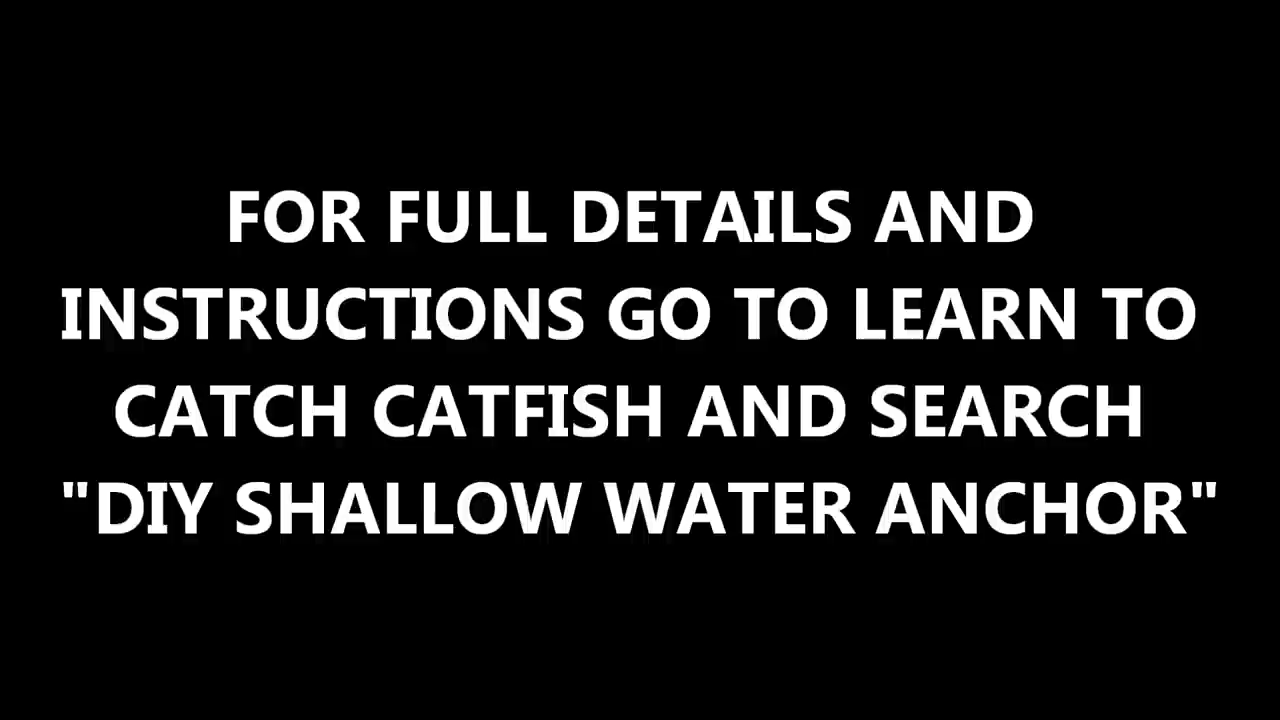 FOR FULL DETAILS AND
INSTRUCTIONS GO TO LEARN TO
CATCH CATFISH AND SEARCH
"DIY SHALLOW WATER ANCHOR"